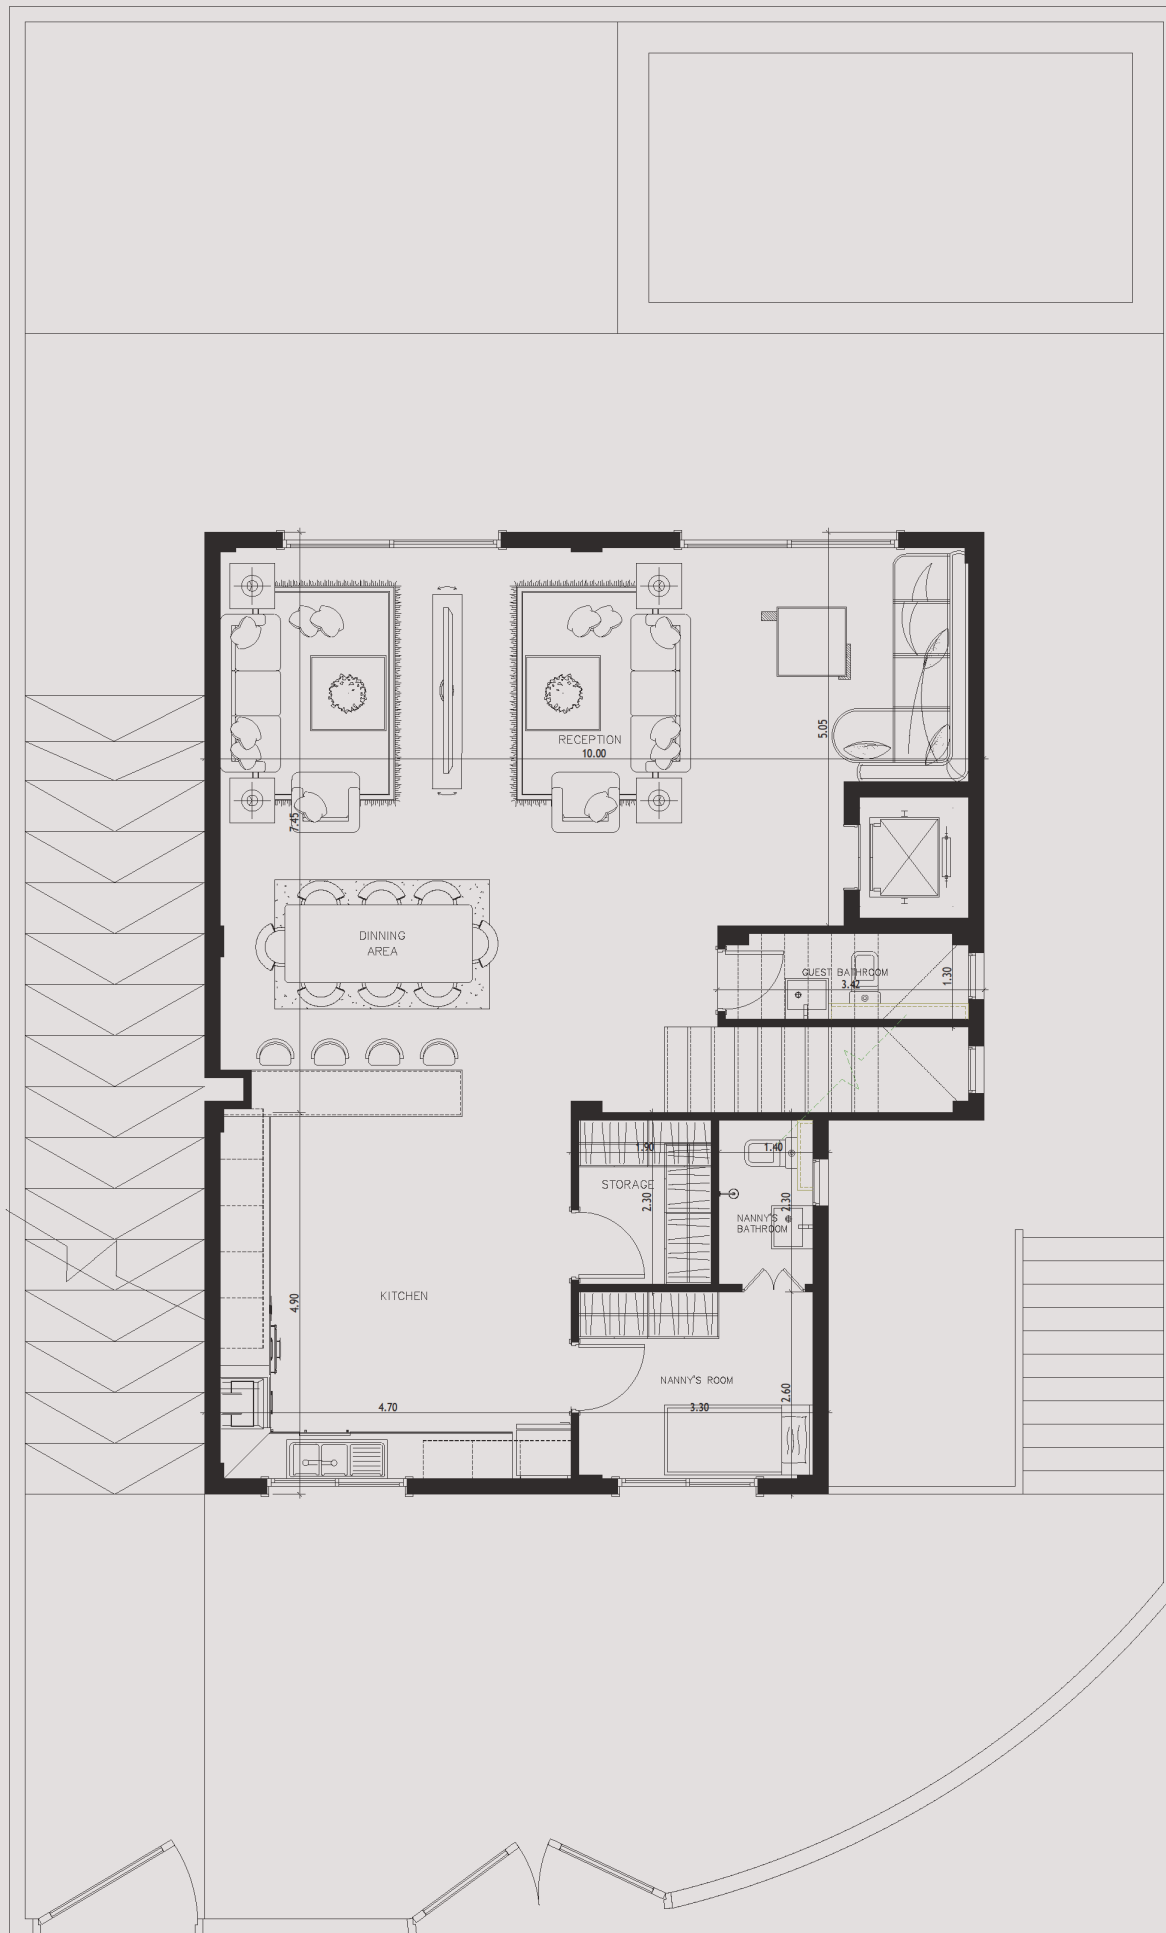 5.05
RECEPTION
10.00
7.45
DINNING
AREA
GUEST BATHROOM
3.42
1.30
1.90
1.40
STORAGE
2.30
2.30
NANNY'S
BATHROOM
KITCHEN
4.90
NANNY'S ROOM
2.60
4.70
3.30